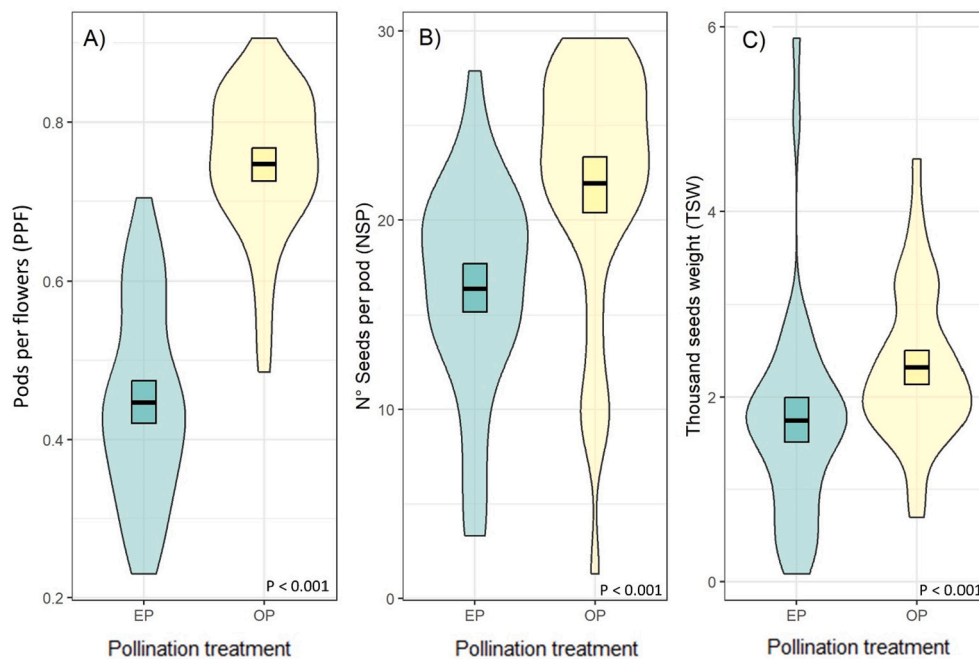 A)
Pods per flowers (PPF)
0.8
0.6
0.4
0.2
P < 0.001
EP
OP
Pollination treatment
B)
N° Seeds per pod (NSP)
30
20
10
0
P < 0.001
EP
OP
Pollination treatment
C)
Thousand seeds weight (TSW)
6
4
2
0
P < 0.001
EP
OP
Pollination treatment